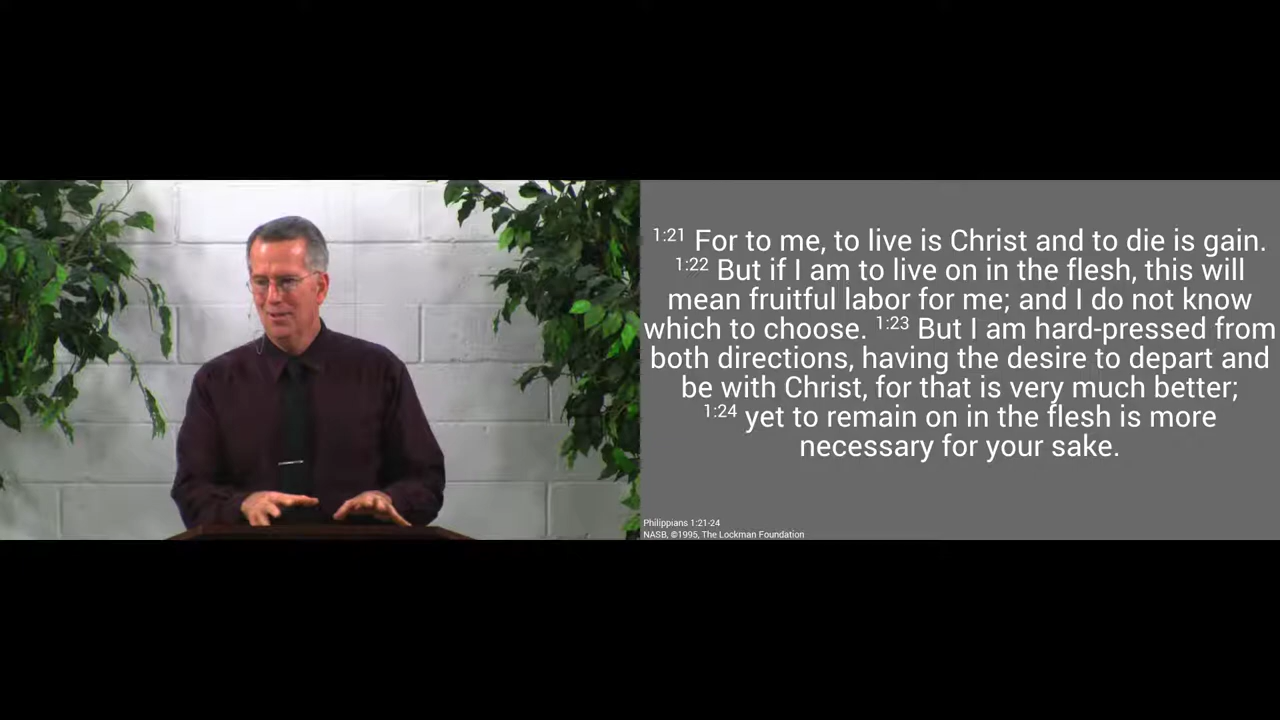 1:21 For to me, to live is Christ and to die is gain.
1:22 But if I am to live on in the flesh, this will
mean fruitful labor for me; and I do not know
which to choose. 1:23 But I am hard-pressed from
both directions, having the desire to depart and
be with Christ, for that is very much better;
1:24 yet to remain on in the flesh is more
necessary for your sake.
Philippians 1:21-24
NASB, ©1995, The Lockman Foundation